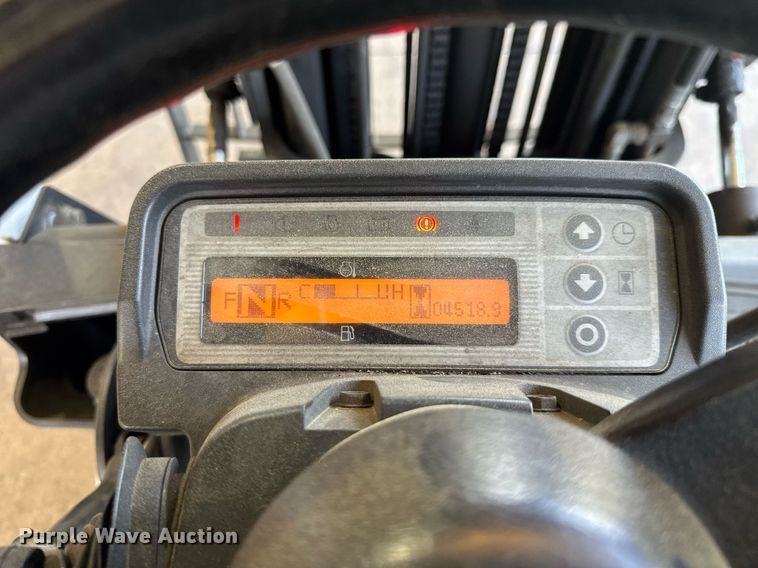 F N R C H 04518.9
Purple Wave Auction